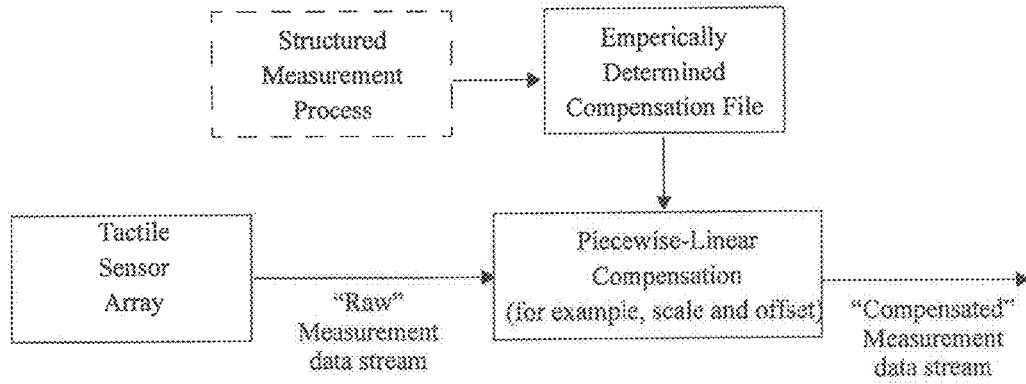 Structured
Measurement
Process
Emperically
Determined
Compensation File
Tactile
Sensor
Array
“Raw”
Measurement
data stream
Piecewise-Linear
Compensation
(for example, scale and offset)
“Compensated”
Measurement
data stream